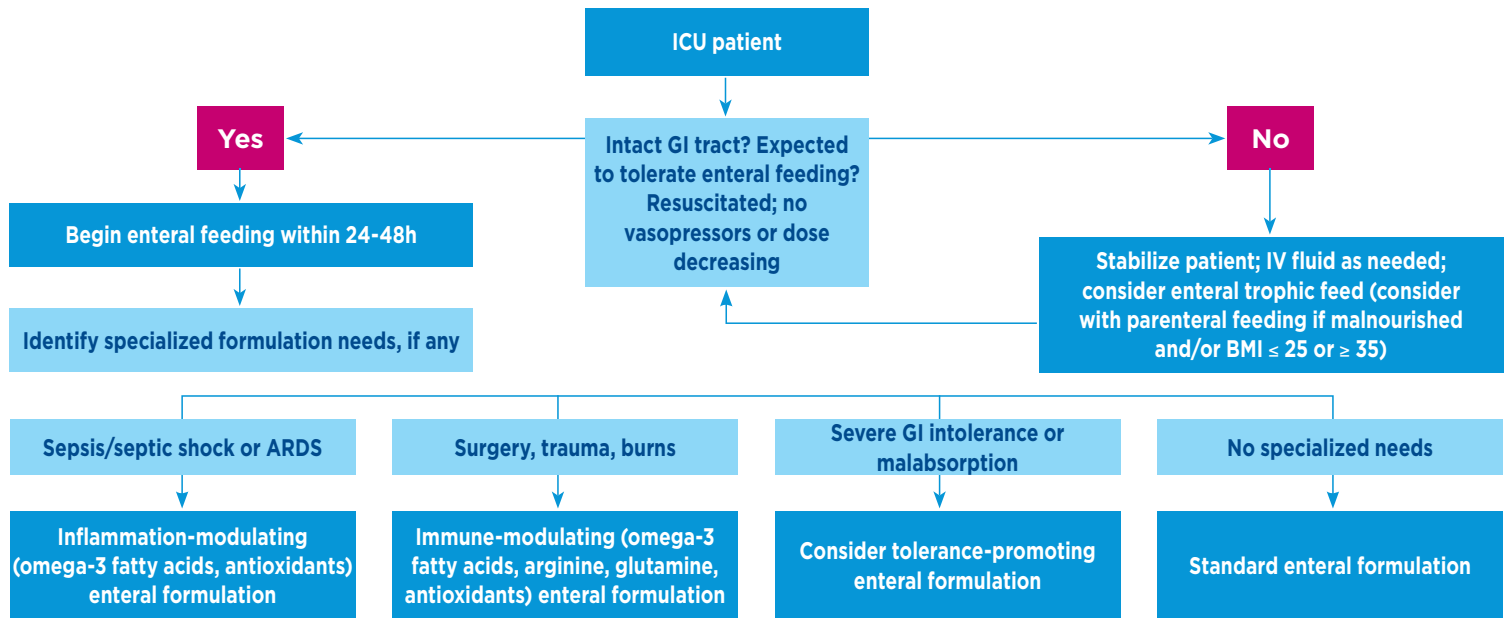 ICU patient
Yes
Intact GI tract? Expected
to tolerate enteral feeding?
Resuscitated; no
vasopressors or dose
decreasing
No
Begin enteral feeding within 24-48h
Stabilize patient; IV fluid as needed;
consider enteral trophic feed (consider
with parenteral feeding if malnourished
and/or BMI ≤ 25 or ≥ 35)
Identify specialized formulation needs, if any
Sepsis/septic shock or ARDS
Surgery, trauma, burns
Severe GI intolerance or
malabsorption
No specialized needs
Inflammation-modulating
(omega-3 fatty acids, antioxidants)
enteral formulation
Immune-modulating (omega-3
fatty acids, arginine, glutamine,
antioxidants) enteral formulation
Consider tolerance-promoting
enteral formulation
Standard enteral formulation